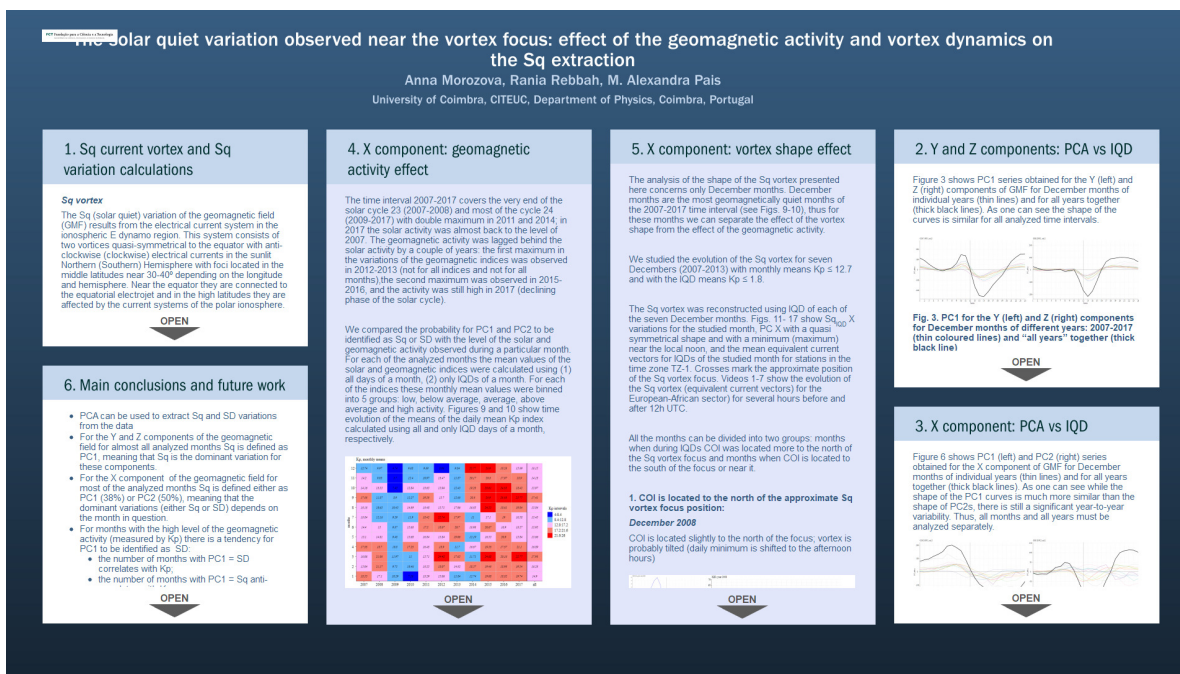 FCT Fundação para a Ciência e a Tecnologia
The solar quiet variation observed near the vortex focus: effect of the geomagnetic activity and vortex dynamics on
the Sq extraction
Anna Morozova, Rania Rebbah, M. Alexandra Pais
University of Coimbra, CITEUC, Department of Physics, Coimbra, Portugal
1. Sq current vortex and Sq
variation calculations
Sq vortex
The Sq (solar quiet) variation of the geomagnetic field
(GMF) results from the electrical current system in the
ionospheric E dynamo region. This system consists of
two vortices quasi-symmetrical to the equator with anti-
clockwise (clockwise) electrical currents in the sunlit
Northern (Southern) Hemisphere with foci located in the
middle latitudes near 30-40º depending on the longitude
and hemisphere. Near the equator they are connected to
the equatorial electrojet and in the high latitudes they are
affected by the current systems of the polar ionosphere.
OPEN
6. Main conclusions and future work
• PCA can be used to extract Sq and SD variations
from the data
• For the Y and Z components of the geomagnetic
field for almost all analyzed months Sq is defined as
PC1, meaning that Sq is the dominant variation for
these components.
• For the X component of the geomagnetic field for
most of the analyzed months Sq is defined either as
PC1 (38%) or PC2 (50%), meaning that the
dominant variations (either Sq or SD) depends on
the month in question.
• For months with the high level of the geomagnetic
activity (measured by Kp) there is a tendency for
PC1 to be identified as SD:
• the number of months with PC1 = SD
correlates with Kp;
• the number of months with PC1 = Sq anti-
OPEN
4. X component: geomagnetic
activity effect
The time interval 2007-2017 covers the very end of the
solar cycle 23 (2007-2008) and most of the cycle 24
(2009-2017) with double maximum in 2011 and 2014; in
2017 the solar activity was almost back to the level of
2007. The geomagnetic activity was lagged behind the
solar activity by a couple of years: the first maximum in
the variations of the geomagnetic indices was observed
in 2012-2013 (not for all indices and not for all
months),the second maximum was observed in 2015-
2016, and the activity was still high in 2017 (declining
phase of the solar cycle).
We compared the probability for PC1 and PC2 to be
identified as Sq or SD with the level of the solar and
geomagnetic activity observed during a particular month.
For each of the analyzed months the mean values of the
solar and geomagnetic indices were calculated using (1)
all days of a month, (2) only IQDs of a month. For each
of the indices these monthly mean values were binned
into 5 groups: low, below average, average, above
average and high activity. Figures 9 and 10 show time
evolution of the means of the daily mean Kp index
calculated using all and only IQD days of a month,
respectively.
Kp, monthly mean
2007 2008 2009 2010 2011 2012 2013 2014 2015 2016 2017 all
OPEN
5. X component: vortex shape effect
The analysis of the shape of the Sq vortex presented
here concerns only December months. December
months are the most geomagnetically quiet months of
the 2007-2017 time interval (see Figs. 9-10), thus for
these months we can separate the effect of the vortex
shape from the effect of the geomagnetic activity.
We studied the evolution of the Sq vortex for seven
Decembers (2007-2013) with monthly means Kp ≤ 12.7
and with the IQD means Kp ≤ 1.8.
The Sq vortex was reconstructed using IQD of each of
the seven December months. Figs. 11- 17 show SqIQD X
variations for the studied month, PC X with a quasi
symmetrical shape and with a minimum (maximum)
near the local noon, and the mean equivalent current
vectors for IQDs of the studied month for stations in the
time zone TZ-1. Crosses mark the approximate position
of the Sq vortex focus. Videos 1-7 show the evolution of
the Sq vortex (equivalent current vectors) for the
European-African sector) for several hours before and
after 12h UTC.
All the months can be divided into two groups: months
when during IQDs COI was located more to the north of
the Sq vortex focus and months when COI is located to
the south of the focus or near it.
1. COI is located to the north of the approximate Sq
vortex focus position:
December 2008
COI is located slightly to the north of the focus; vortex is
probably tilted (daily minimum is shifted to the afternoon
hours)
OPEN
2. Y and Z components: PCA vs IQD
Figure 3 shows PC1 series obtained for the Y (left) and
Z (right) components of GMF for December months of
individual years (thin lines) and for all years together
(thick black lines). As one can see the shape of the
curves is similar for all analyzed time intervals.
Fig. 3. PC1 for the Y (left) and Z (right) components
for December months of different years: 2007-2017
(thin coloured lines) and “all years” together (thick
black line)
OPEN
3. X component: PCA vs IQD
Figure 6 shows PC1 (left) and PC2 (right) series
obtained for the X component of GMF for December
months of individual years (thin lines) and for all years
together (thick black lines). As one can see while the
shape of the PC1 curves is much more similar than the
shape of PC2s, there is still a significant year-to-year
variability. Thus, all months and all years must be
analyzed separately.
OPEN